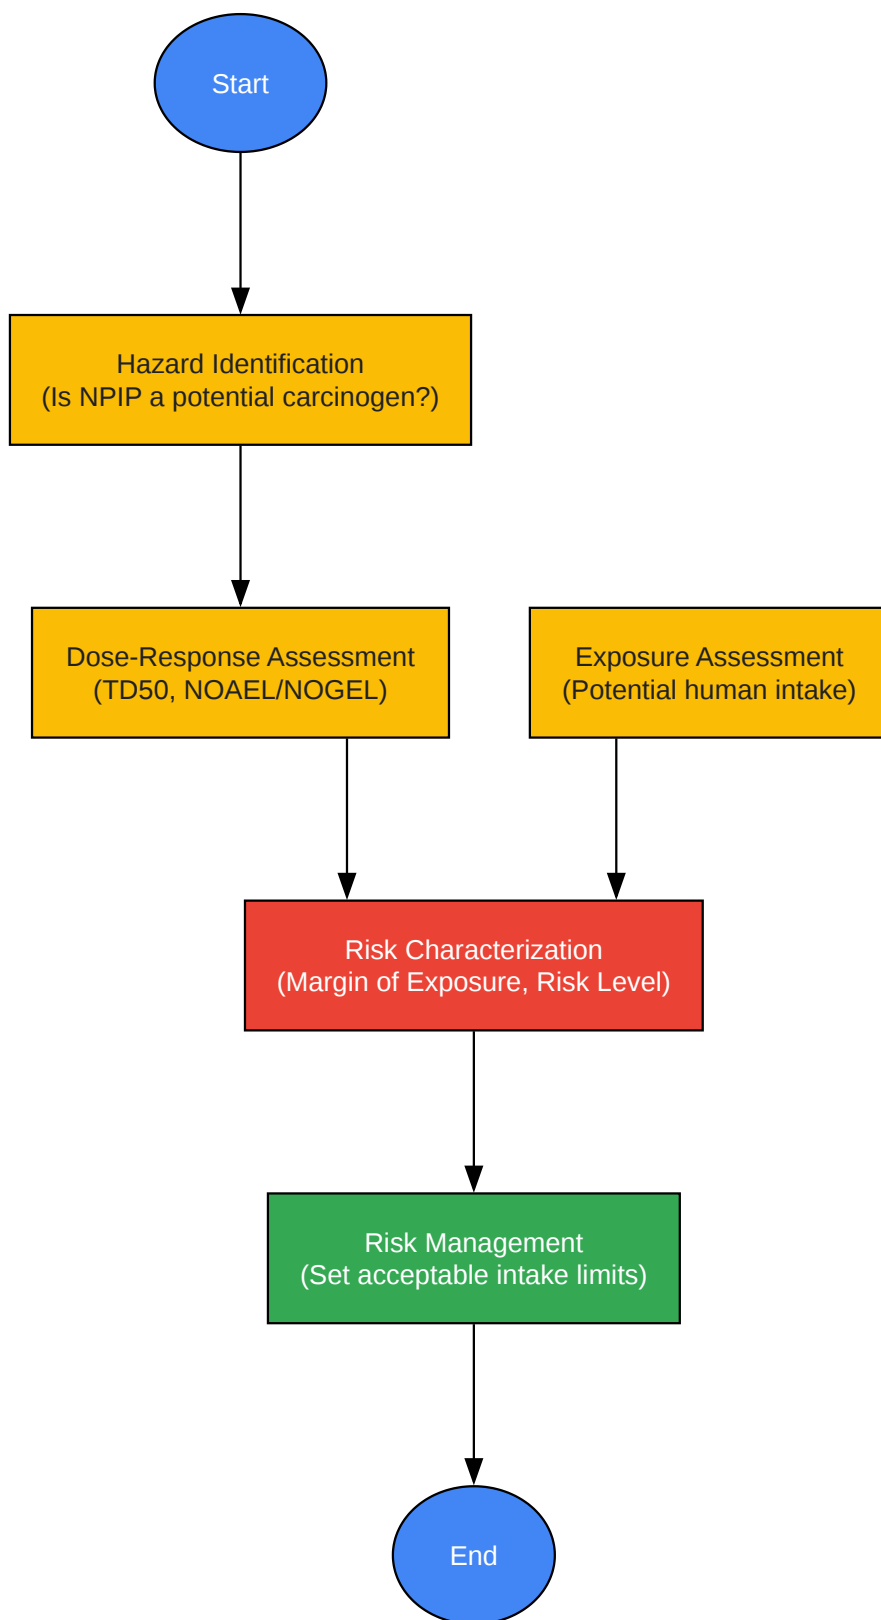 Start
Hazard Identification
(Is NPIP a potential carcinogen?)
Dose-Response Assessment
(TD50, NOAEL/NOGEL)
Exposure Assessment
(Potential human intake)
Risk Characterization
(Margin of Exposure, Risk Level)
Risk Management
(Set acceptable intake limits)
End